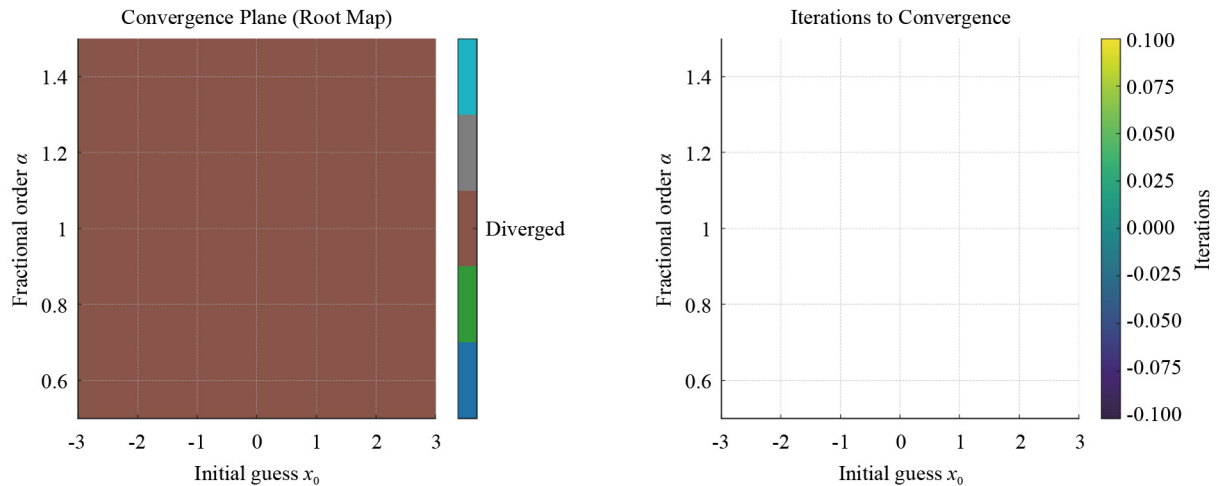 Convergence Plane (Root Map)
Fractional order α
1.4
1.2
1
0.8
0.6
-3 -2 -1 0 1 2 3
Initial guess x₀
Diverged
Iterations to Convergence
Fractional order α
1.4
1.2
1
0.8
0.6
-3 -2 -1 0 1 2 3
Initial guess x₀
0.100
0.075
0.050
0.025
0.000
-0.025
-0.050
-0.075
-0.100
Iterations